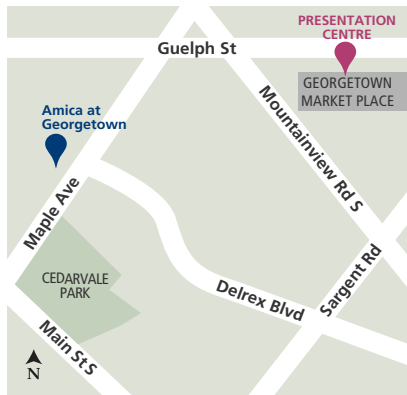 PRESENTATION
CENTRE
Guelph St
GEORGETOWN
MARKET PLACE
Amica at
Georgetown
Mountainview Rd S
Maple Ave
Sargent Rd
CEDARVALE
PARK
Delrex Blvd
Main St S
N